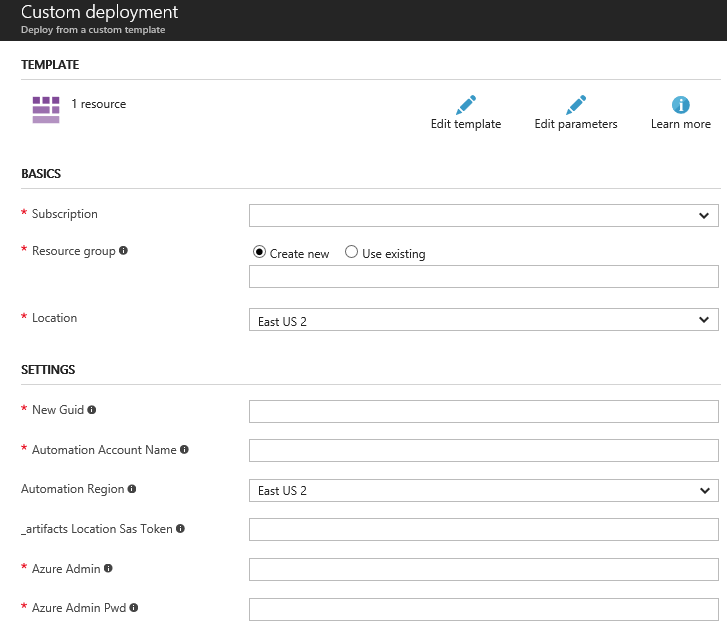 Custom deployment
Deploy from a custom template
TEMPLATE
1 resource
Edit template
Edit parameters
Learn more
BASICS
* Subscription
* Resource group
Create new
Use existing
* Location
East US 2
SETTINGS
* New Guid
* Automation Account Name
Automation Region
East US 2
_artifacts Location Sas Token
* Azure Admin
* Azure Admin Pwd